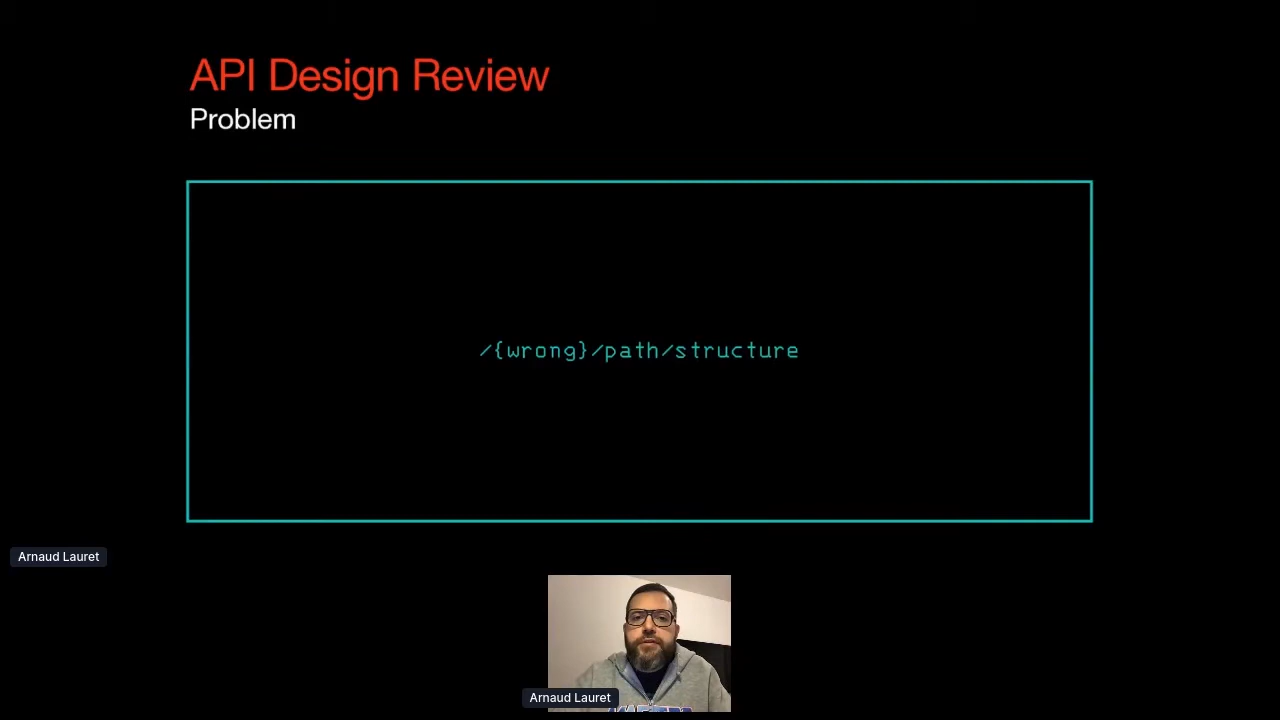 API Design Review
Problem
/{wrong}/path/structure
Arnaud Lauret
Arnaud Lauret